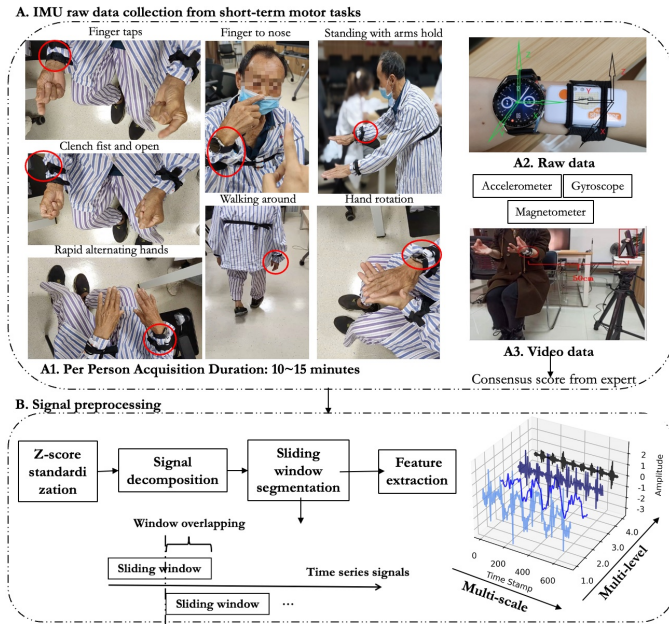 A. IMU raw data collection from short-term motor tasks
Finger taps
Finger to nose
Standing with arms hold
Clench fist and open
Walking around
Hand rotation
Rapid alternating hands
A1. Per Person Acquisition Duration: 10~15 minutes
Y
A2. Raw data
Accelerometer
Gyroscope
Magnetometer
50cm
A3. Video data
Consensus score from expert
B. Signal preprocessing
Z-score
standardi
zation
Signal
decomposition
Sliding
window
segmentation
Feature
extraction
Window overlapping
Sliding window
Time series signals
Sliding window
...
2
1
0
-1
-2
-3
Amplitude
0
200
400
600
Time Stamp
1.0
2.0
3.0
4.0
Multi-scale
Multi-level